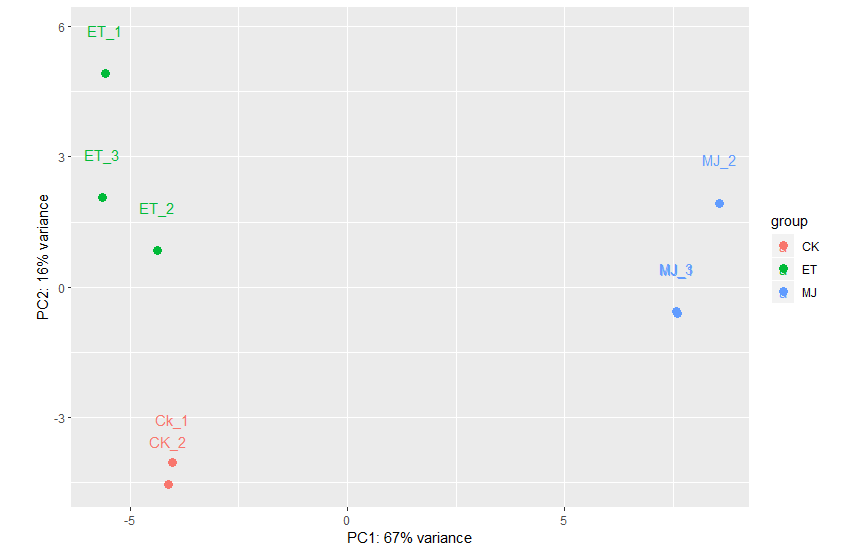 ET_1
ET_3
ET_2
MJ_2
MJ_3
Ck_1
CK_2
6
3
0
-3
-5
0
5
PC1: 67% variance
PC2: 16% variance
group
CK
ET
MJ